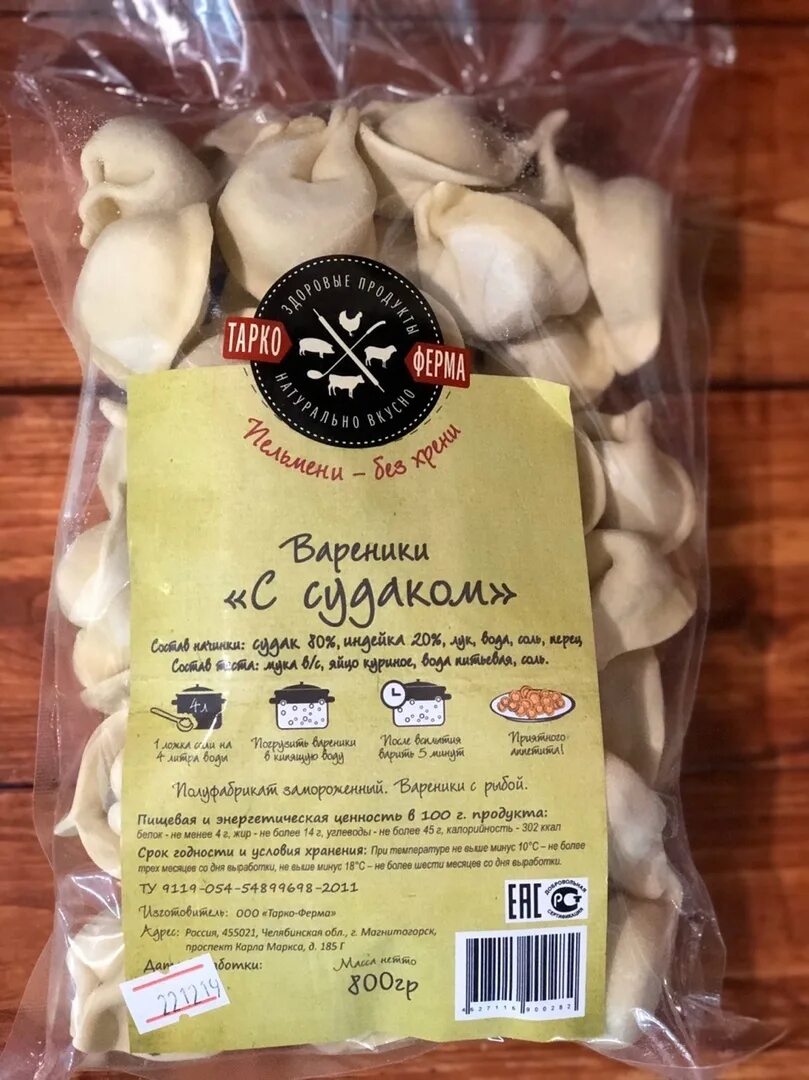 ЗДОРОВЫЕ ПРОДУКТЫ
ТАРКО ФЕРМА
НАТУРАЛЬНО ВКУСНО
Пельмени - без хрени
Вареники
«С судаком»
Состав начинки: судак 80%, индейка 20%, лук, вода, соль, перец
Состав теста: мука в/с, яйцо куриное, вода питьевая, соль.
4л
1 ложка соли на
4 литра воды
Погрузить вареники
в кипящую воду
После всплытия
варить 5 минут
Приятного
аппетита!
Полуфабрикат замороженный. Вареники с рыбой.
Пищевая и энергетическая ценность в 100 г. продукта:
белок - не менее 4 г, жир - не более 14 г, углеводы - не более 45 г, калорийность - 302 ккал
Срок годности и условия хранения: При температуре не выше минус 10°С – не более
трех месяцев со дня выработки, не выше минус 18°С – не более шести месяцев со дня выработки.
ТУ 9119-054-54899698-2011
Изготовитель: ООО «Тарко-Ферма»
Адрес: Россия, 455021, Челябинская обл., г. Магнитогорск,
проспект Карла Маркса, д. 185 Г
ЕАС
ДОБРОВОЛЬНАЯ
РСТ
СЕРТИФИКАЦИЯ
Масса нетто
800гр
221219
4627116900282